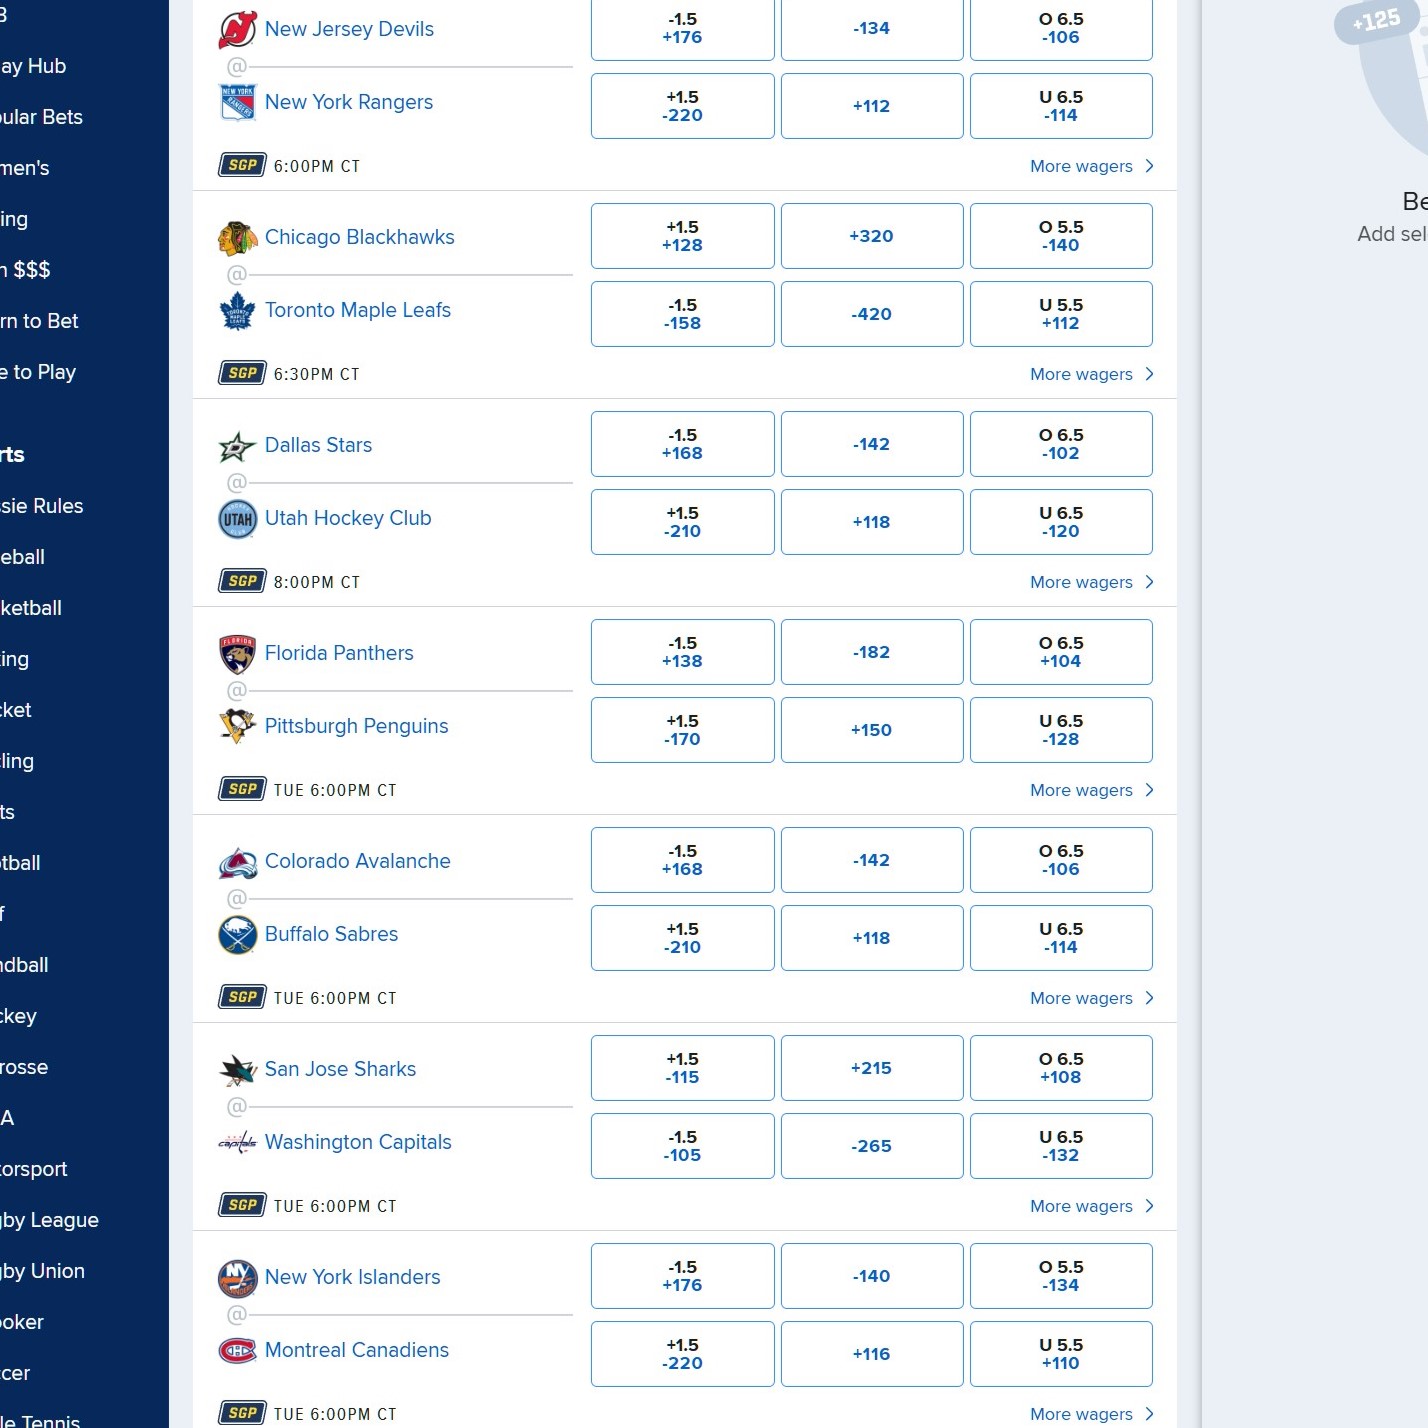 B
ay Hub
ular Bets
men's
ing
n $$$
rn to Bet
e to Play
rts
sie Rules
eball
ketball
ing
cket
ling
ts
tball
f
ndball
ckey
rosse
A
orsport
by League
by Union
oker
ccer
le Tennis
New Jersey Devils
-1.5
+176
-134
O 6.5
-106
@
New York Rangers
+1.5
-220
+112
U 6.5
-114
SGP 6:00PM CT
More wagers
Chicago Blackhawks
+1.5
+128
+320
O 5.5
-140
@
Toronto Maple Leafs
-1.5
-158
-420
U 5.5
+112
SGP 6:30PM CT
More wagers
Dallas Stars
-1.5
+168
-142
O 6.5
-102
@
UTAH
Utah Hockey Club
+1.5
-210
+118
U 6.5
-120
SGP 8:00PM CT
More wagers
Florida Panthers
-1.5
+138
-182
O 6.5
+104
@
Pittsburgh Penguins
+1.5
-170
+150
U 6.5
-128
SGP TUE 6:00PM CT
More wagers
Colorado Avalanche
-1.5
+168
-142
O 6.5
-106
@
Buffalo Sabres
+1.5
-210
+118
U 6.5
-114
SGP TUE 6:00PM CT
More wagers
San Jose Sharks
+1.5
-115
+215
O 6.5
+108
@
capitals
Washington Capitals
-1.5
-105
-265
U 6.5
-132
SGP TUE 6:00PM CT
More wagers
New York Islanders
-1.5
+176
-140
O 5.5
-134
@
Montreal Canadiens
+1.5
-220
+116
U 5.5
+110
SGP TUE 6:00PM CT
More wagers
+125
Be
Add sel